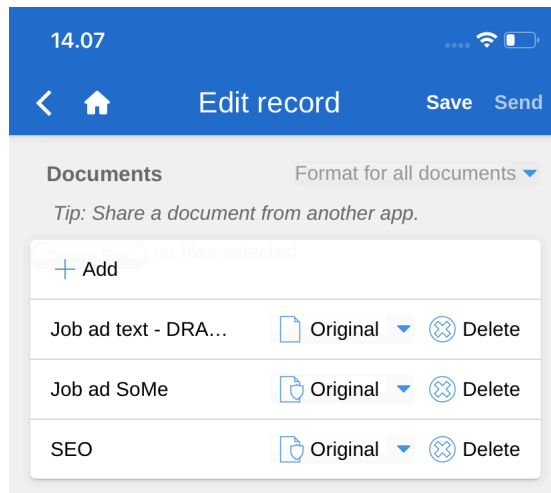 14.07
Edit record Save Send
Documents Format for all documents
Tip: Share a document from another app.
no files selected
Add
Job ad text - DRA... Original Delete
Job ad SoMe Original Delete
SEO Original Delete